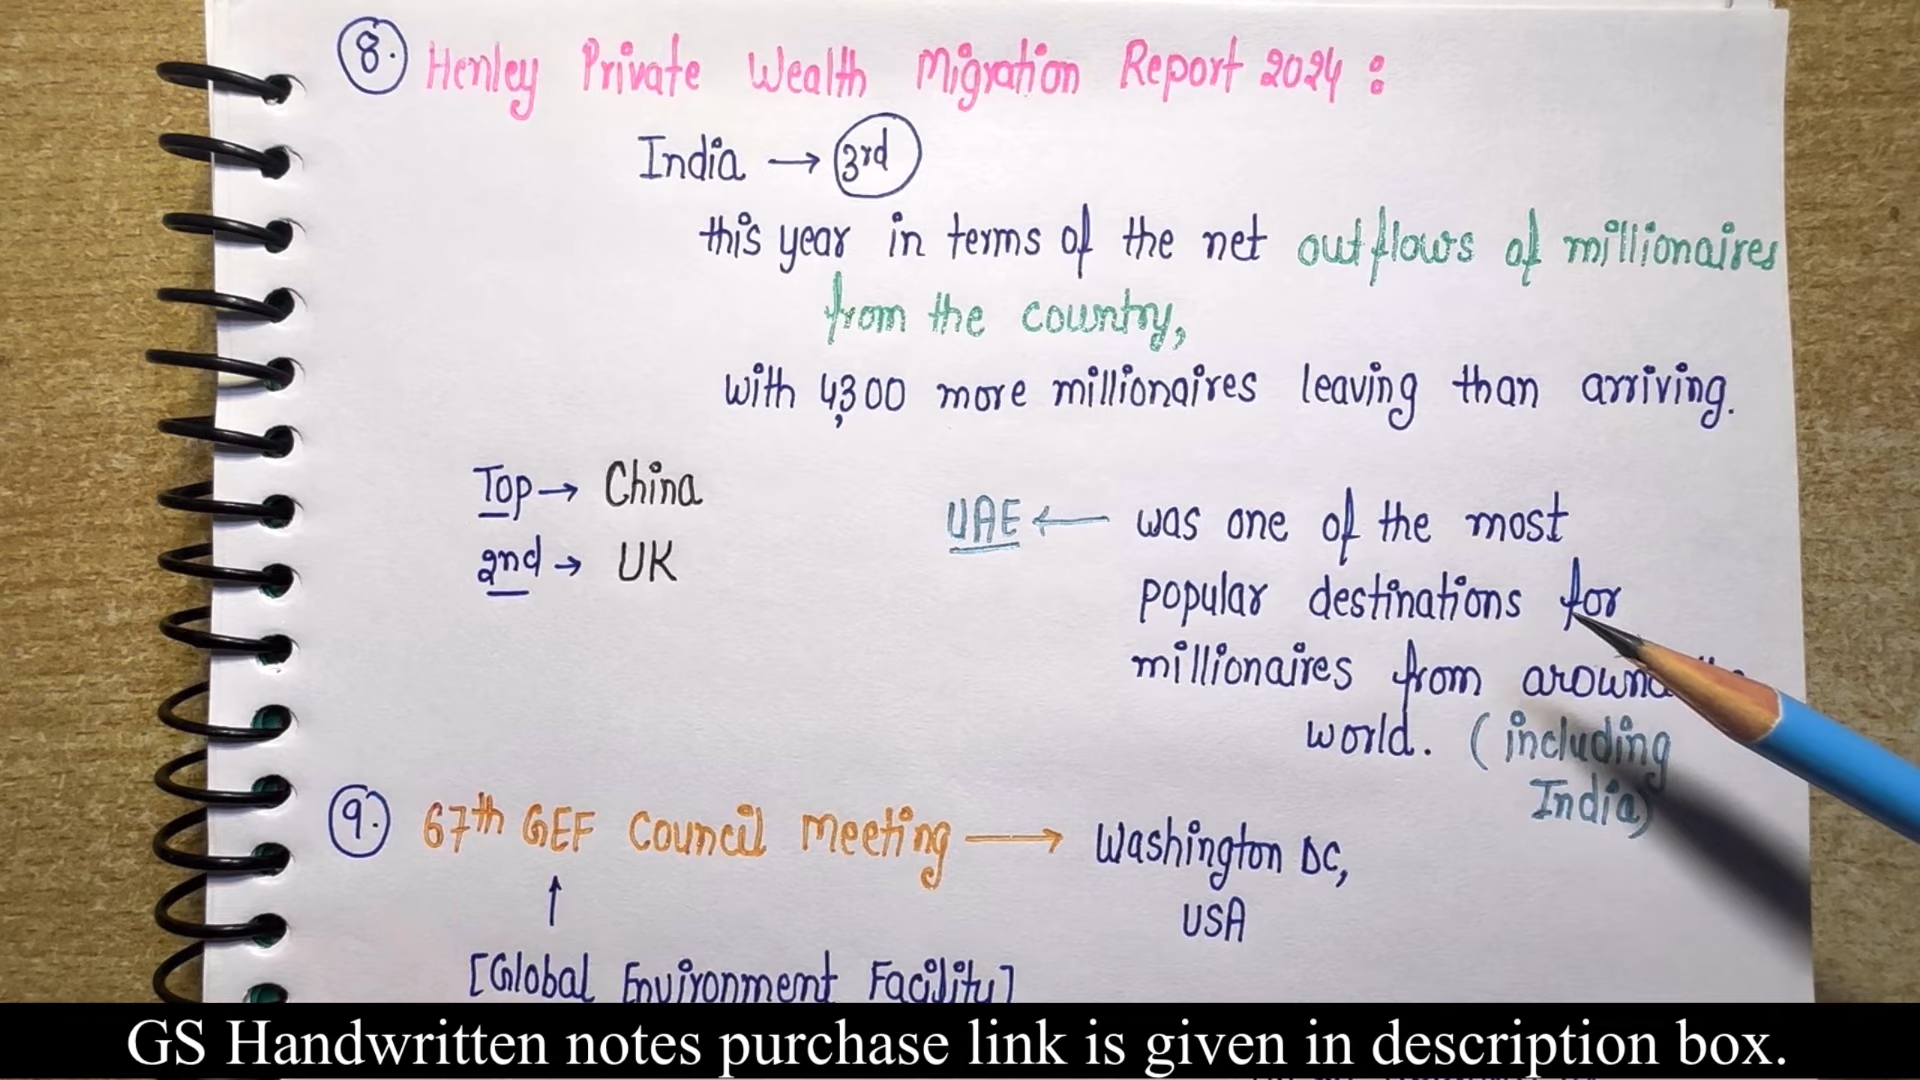 8. Henley Private Wealth Migration Report 2024 :
India → 3rd
this year in terms of the net outflows of millionaires
from the country,
with 4,300 more millionaires leaving than arriving.
Top → China
2nd → UK
UAE ← was one of the most
popular destinations for
millionaires from around
world. (including
India)
9. 67th GEF Council Meeting → Washington DC,
USA
↑
[Global Environment Facility]
GS Handwritten notes purchase link is given in description box.